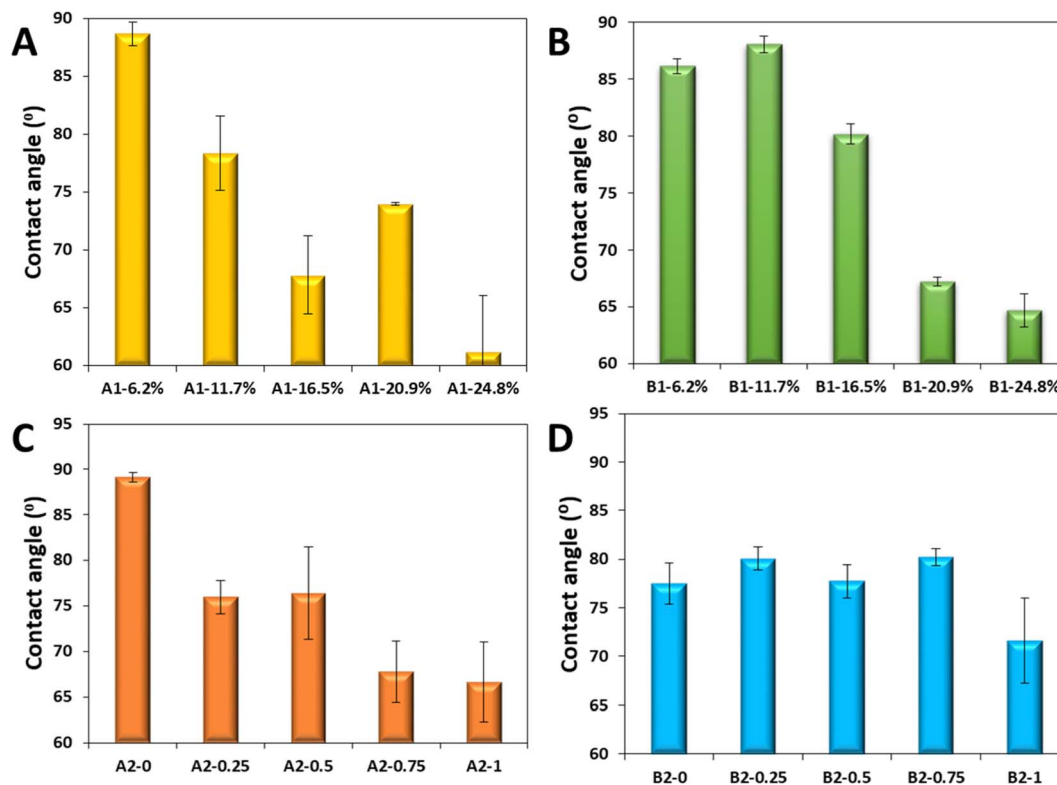 A
Contact angle (⁰)
90
85
80
75
70
65
60
A1-6.2% A1-11.7% A1-16.5% A1-20.9% A1-24.8%
B
Contact angle (⁰)
90
85
80
75
70
65
60
B1-6.2% B1-11.7% B1-16.5% B1-20.9% B1-24.8%
C
Contact angle (⁰)
95
90
85
80
75
70
65
60
A2-0 A2-0.25 A2-0.5 A2-0.75 A2-1
D
Contact angle (⁰)
95
90
85
80
75
70
65
60
B2-0 B2-0.25 B2-0.5 B2-0.75 B2-1